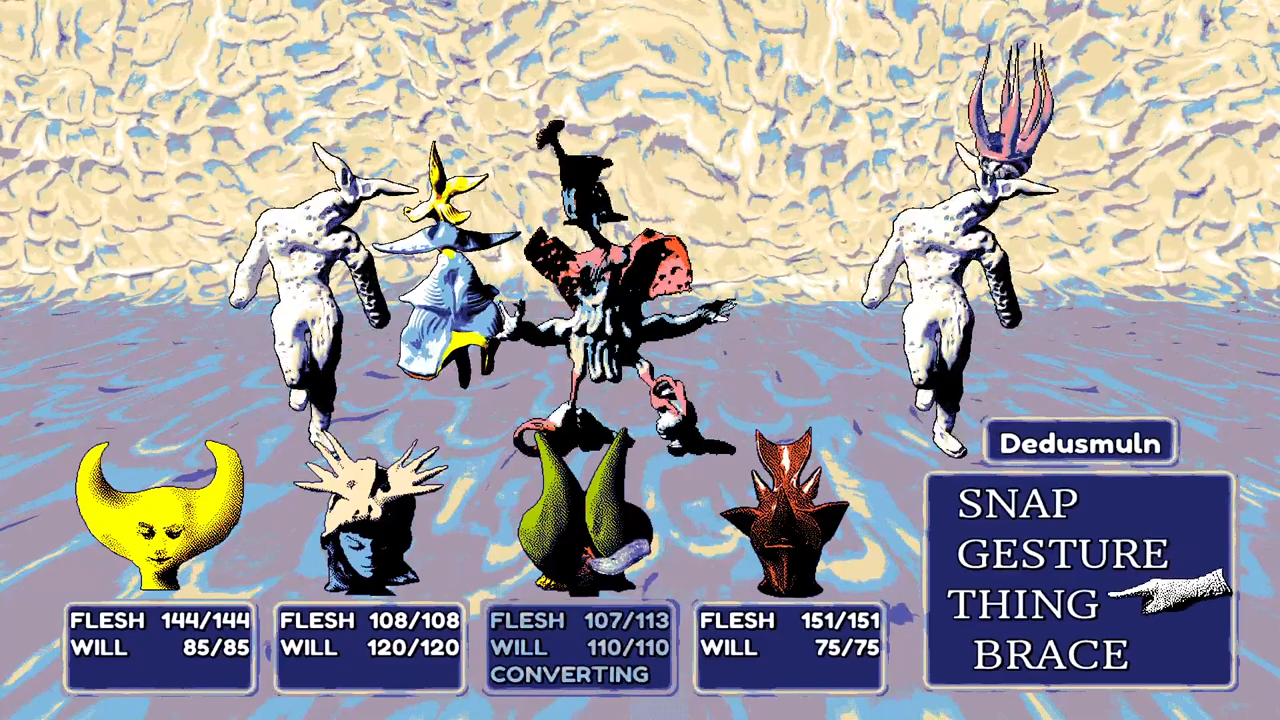 Dedusmuln
SNAP
GESTURE
THING
BRACE
FLESH 144/144
WILL 85/85
FLESH 108/108
WILL 120/120
FLESH 107/113
WILL 110/110
CONVERTING
FLESH 151/151
WILL 75/75